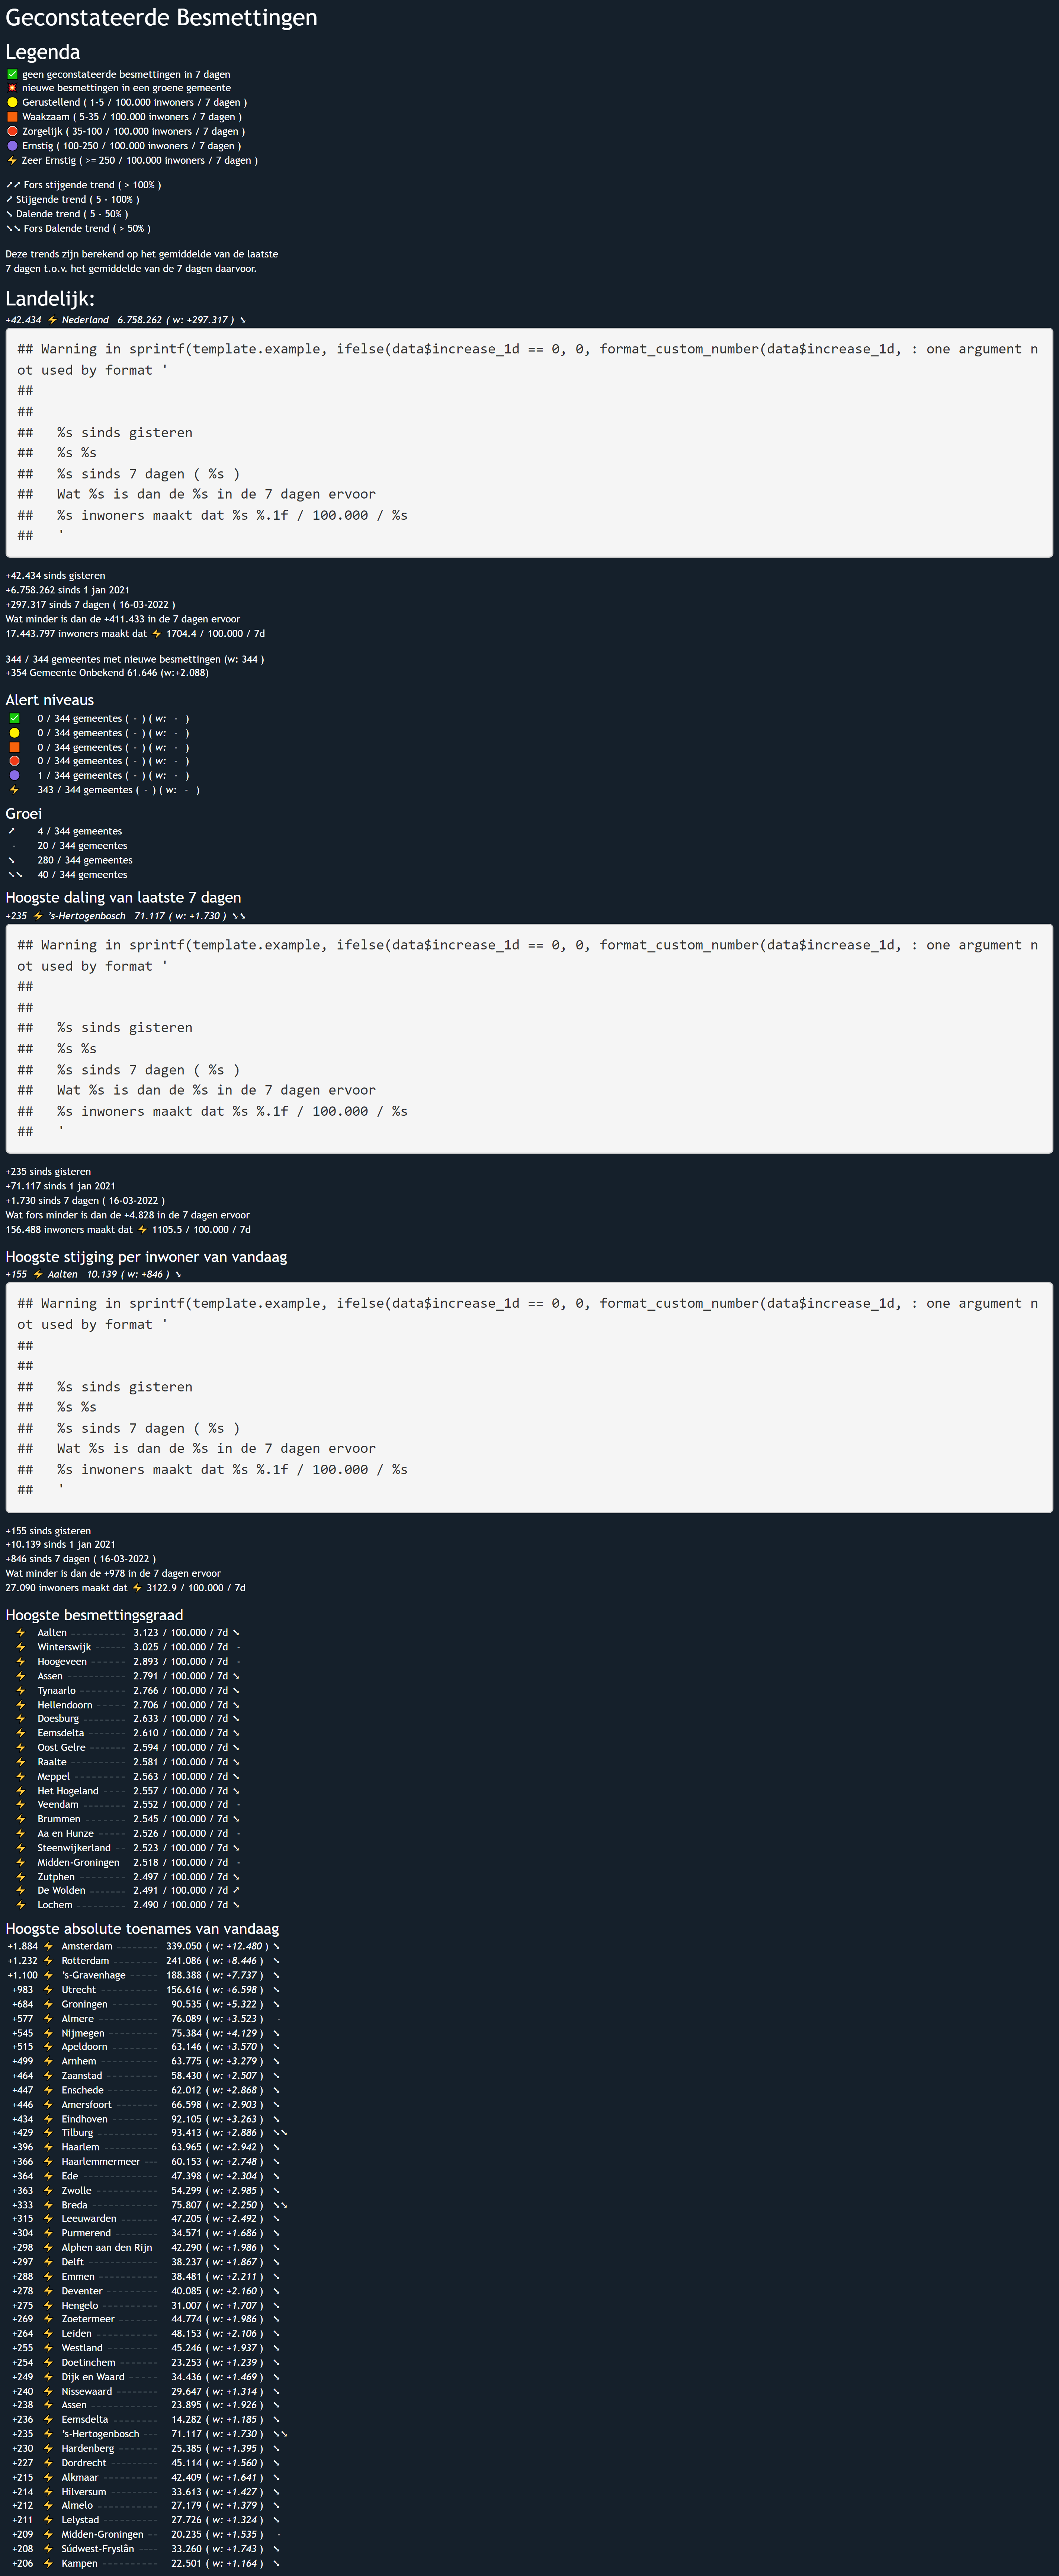 Geconstateerde Besmettingen
Legenda
✅ geen geconstateerde besmettingen in 7 dagen
💥 nieuwe besmettingen in een groene gemeente
🟡 Gerustellend ( 1-5 / 100.000 inwoners / 7 dagen )
🟧 Waakzaam ( 5-35 / 100.000 inwoners / 7 dagen )
🔴 Zorgelijk ( 35-100 / 100.000 inwoners / 7 dagen )
🟣 Ernstig ( 100-250 / 100.000 inwoners / 7 dagen )
⚡ Zeer Ernstig ( >= 250 / 100.000 inwoners / 7 dagen )
⤤⤤ Fors stijgende trend ( > 100% )
⤤ Stijgende trend ( 5 - 100% )
⤥ Dalende trend ( 5 - 50% )
⤥⤥ Fors Dalende trend ( > 50% )
Deze trends zijn berekend op het gemiddelde van de laatste
7 dagen t.o.v. het gemiddelde van de 7 dagen daarvoor.
Landelijk:
+42.434 ⚡ Nederland 6.758.262 ( w: +297.317 ) ⤥
## Warning in sprintf(template.example, ifelse(data$increase_1d == 0, 0, format_custom_number(data$increase_1d, : one argument n
ot used by format '
##
##
## %s sinds gisteren
## %s %s
## %s sinds 7 dagen ( %s )
## Wat %s is dan de %s in de 7 dagen ervoor
## %s inwoners maakt dat %s %.1f / 100.000 / %s
## '
+42.434 sinds gisteren
+6.758.262 sinds 1 jan 2021
+297.317 sinds 7 dagen ( 16-03-2022 )
Wat minder is dan de +411.433 in de 7 dagen ervoor
17.443.797 inwoners maakt dat ⚡ 1704.4 / 100.000 / 7d
344 / 344 gemeentes met nieuwe besmettingen (w: 344 )
+354 Gemeente Onbekend 61.646 (w:+2.088)
Alert niveaus
✅ 0 / 344 gemeentes ( - ) ( w: - )
🟡 0 / 344 gemeentes ( - ) ( w: - )
🟧 0 / 344 gemeentes ( - ) ( w: - )
🔴 0 / 344 gemeentes ( - ) ( w: - )
🟣 1 / 344 gemeentes ( - ) ( w: - )
⚡ 343 / 344 gemeentes ( - ) ( w: - )
Groei
⤤ 4 / 344 gemeentes
- 20 / 344 gemeentes
⤥ 280 / 344 gemeentes
⤥⤥ 40 / 344 gemeentes
Hoogste daling van laatste 7 dagen
+235 ⚡ 's-Hertogenbosch 71.117 ( w: +1.730 ) ⤥⤥
## Warning in sprintf(template.example, ifelse(data$increase_1d == 0, 0, format_custom_number(data$increase_1d, : one argument n
ot used by format '
##
##
## %s sinds gisteren
## %s %s
## %s sinds 7 dagen ( %s )
## Wat %s is dan de %s in de 7 dagen ervoor
## %s inwoners maakt dat %s %.1f / 100.000 / %s
## '
+235 sinds gisteren
+71.117 sinds 1 jan 2021
+1.730 sinds 7 dagen ( 16-03-2022 )
Wat fors minder is dan de +4.828 in de 7 dagen ervoor
156.488 inwoners maakt dat ⚡ 1105.5 / 100.000 / 7d
Hoogste stijging per inwoner van vandaag
+155 ⚡ Aalten 10.139 ( w: +846 ) ⤥
## Warning in sprintf(template.example, ifelse(data$increase_1d == 0, 0, format_custom_number(data$increase_1d, : one argument n
ot used by format '
##
##
## %s sinds gisteren
## %s %s
## %s sinds 7 dagen ( %s )
## Wat %s is dan de %s in de 7 dagen ervoor
## %s inwoners maakt dat %s %.1f / 100.000 / %s
## '
+155 sinds gisteren
+10.139 sinds 1 jan 2021
+846 sinds 7 dagen ( 16-03-2022 )
Wat minder is dan de +978 in de 7 dagen ervoor
27.090 inwoners maakt dat ⚡ 3122.9 / 100.000 / 7d
Hoogste besmettingsgraad
⚡ Aalten 3.123 / 100.000 / 7d ⤥
⚡ Winterswijk 3.025 / 100.000 / 7d -
⚡ Hoogeveen 2.893 / 100.000 / 7d -
⚡ Assen 2.791 / 100.000 / 7d ⤥
⚡ Tynaarlo 2.766 / 100.000 / 7d ⤥
⚡ Hellendoorn 2.706 / 100.000 / 7d ⤥
⚡ Doesburg 2.633 / 100.000 / 7d ⤥
⚡ Eemsdelta 2.610 / 100.000 / 7d ⤥
⚡ Oost Gelre 2.594 / 100.000 / 7d ⤥
⚡ Raalte 2.581 / 100.000 / 7d ⤥
⚡ Meppel 2.563 / 100.000 / 7d ⤥
⚡ Het Hogeland 2.557 / 100.000 / 7d ⤥
⚡ Veendam 2.552 / 100.000 / 7d -
⚡ Brummen 2.545 / 100.000 / 7d ⤥
⚡ Aa en Hunze 2.526 / 100.000 / 7d -
⚡ Steenwijkerland 2.523 / 100.000 / 7d ⤥
⚡ Midden-Groningen 2.518 / 100.000 / 7d -
⚡ Zutphen 2.497 / 100.000 / 7d ⤥
⚡ De Wolden 2.491 / 100.000 / 7d ⤤
⚡ Lochem 2.490 / 100.000 / 7d ⤥
Hoogste absolute toenames van vandaag
+1.884 ⚡ Amsterdam 339.050 ( w: +12.480 ) ⤥
+1.232 ⚡ Rotterdam 241.086 ( w: +8.446 ) ⤥
+1.100 ⚡ 's-Gravenhage 188.388 ( w: +7.737 ) ⤥
+983 ⚡ Utrecht 156.616 ( w: +6.598 ) ⤥
+684 ⚡ Groningen 90.535 ( w: +5.322 ) ⤥
+577 ⚡ Almere 76.089 ( w: +3.523 ) -
+545 ⚡ Nijmegen 75.384 ( w: +4.129 ) ⤥
+515 ⚡ Apeldoorn 63.146 ( w: +3.570 ) ⤥
+499 ⚡ Arnhem 63.775 ( w: +3.279 ) ⤥
+464 ⚡ Zaanstad 58.430 ( w: +2.507 ) ⤥
+447 ⚡ Enschede 62.012 ( w: +2.868 ) ⤥
+446 ⚡ Amersfoort 66.598 ( w: +2.903 ) ⤥
+434 ⚡ Eindhoven 92.105 ( w: +3.263 ) ⤥
+429 ⚡ Tilburg 93.413 ( w: +2.886 ) ⤥⤥
+396 ⚡ Haarlem 63.965 ( w: +2.942 ) ⤥
+366 ⚡ Haarlemmermeer 60.153 ( w: +2.748 ) ⤥
+364 ⚡ Ede 47.398 ( w: +2.304 ) ⤥
+363 ⚡ Zwolle 54.299 ( w: +2.985 ) ⤥
+333 ⚡ Breda 75.807 ( w: +2.250 ) ⤥⤥
+315 ⚡ Leeuwarden 47.205 ( w: +2.492 ) ⤥
+304 ⚡ Purmerend 34.571 ( w: +1.686 ) ⤥
+298 ⚡ Alphen aan den Rijn 42.290 ( w: +1.986 ) ⤥
+297 ⚡ Delft 38.237 ( w: +1.867 ) ⤥
+288 ⚡ Emmen 38.481 ( w: +2.211 ) ⤥
+278 ⚡ Deventer 40.085 ( w: +2.160 ) ⤥
+275 ⚡ Hengelo 31.007 ( w: +1.707 ) ⤥
+269 ⚡ Zoetermeer 44.774 ( w: +1.986 ) ⤥
+264 ⚡ Leiden 48.153 ( w: +2.106 ) ⤥
+255 ⚡ Westland 45.246 ( w: +1.937 ) ⤥
+254 ⚡ Doetinchem 23.253 ( w: +1.239 ) ⤥
+249 ⚡ Dijk en Waard 34.436 ( w: +1.469 ) ⤥
+240 ⚡ Nissewaard 29.647 ( w: +1.314 ) ⤥
+238 ⚡ Assen 23.895 ( w: +1.926 ) ⤥
+236 ⚡ Eemsdelta 14.282 ( w: +1.185 ) ⤥
+235 ⚡ 's-Hertogenbosch 71.117 ( w: +1.730 ) ⤥⤥
+230 ⚡ Hardenberg 25.385 ( w: +1.395 ) ⤥
+227 ⚡ Dordrecht 45.114 ( w: +1.560 ) ⤥
+215 ⚡ Alkmaar 42.409 ( w: +1.641 ) ⤥
+214 ⚡ Hilversum 33.613 ( w: +1.427 ) ⤥
+212 ⚡ Almelo 27.179 ( w: +1.379 ) ⤥
+211 ⚡ Lelystad 27.726 ( w: +1.324 ) ⤥
+209 ⚡ Midden-Groningen 20.235 ( w: +1.535 ) -
+208 ⚡ Súdwest-Fryslân 33.260 ( w: +1.743 ) ⤥
+206 ⚡ Kampen 22.501 ( w: +1.164 ) ⤥